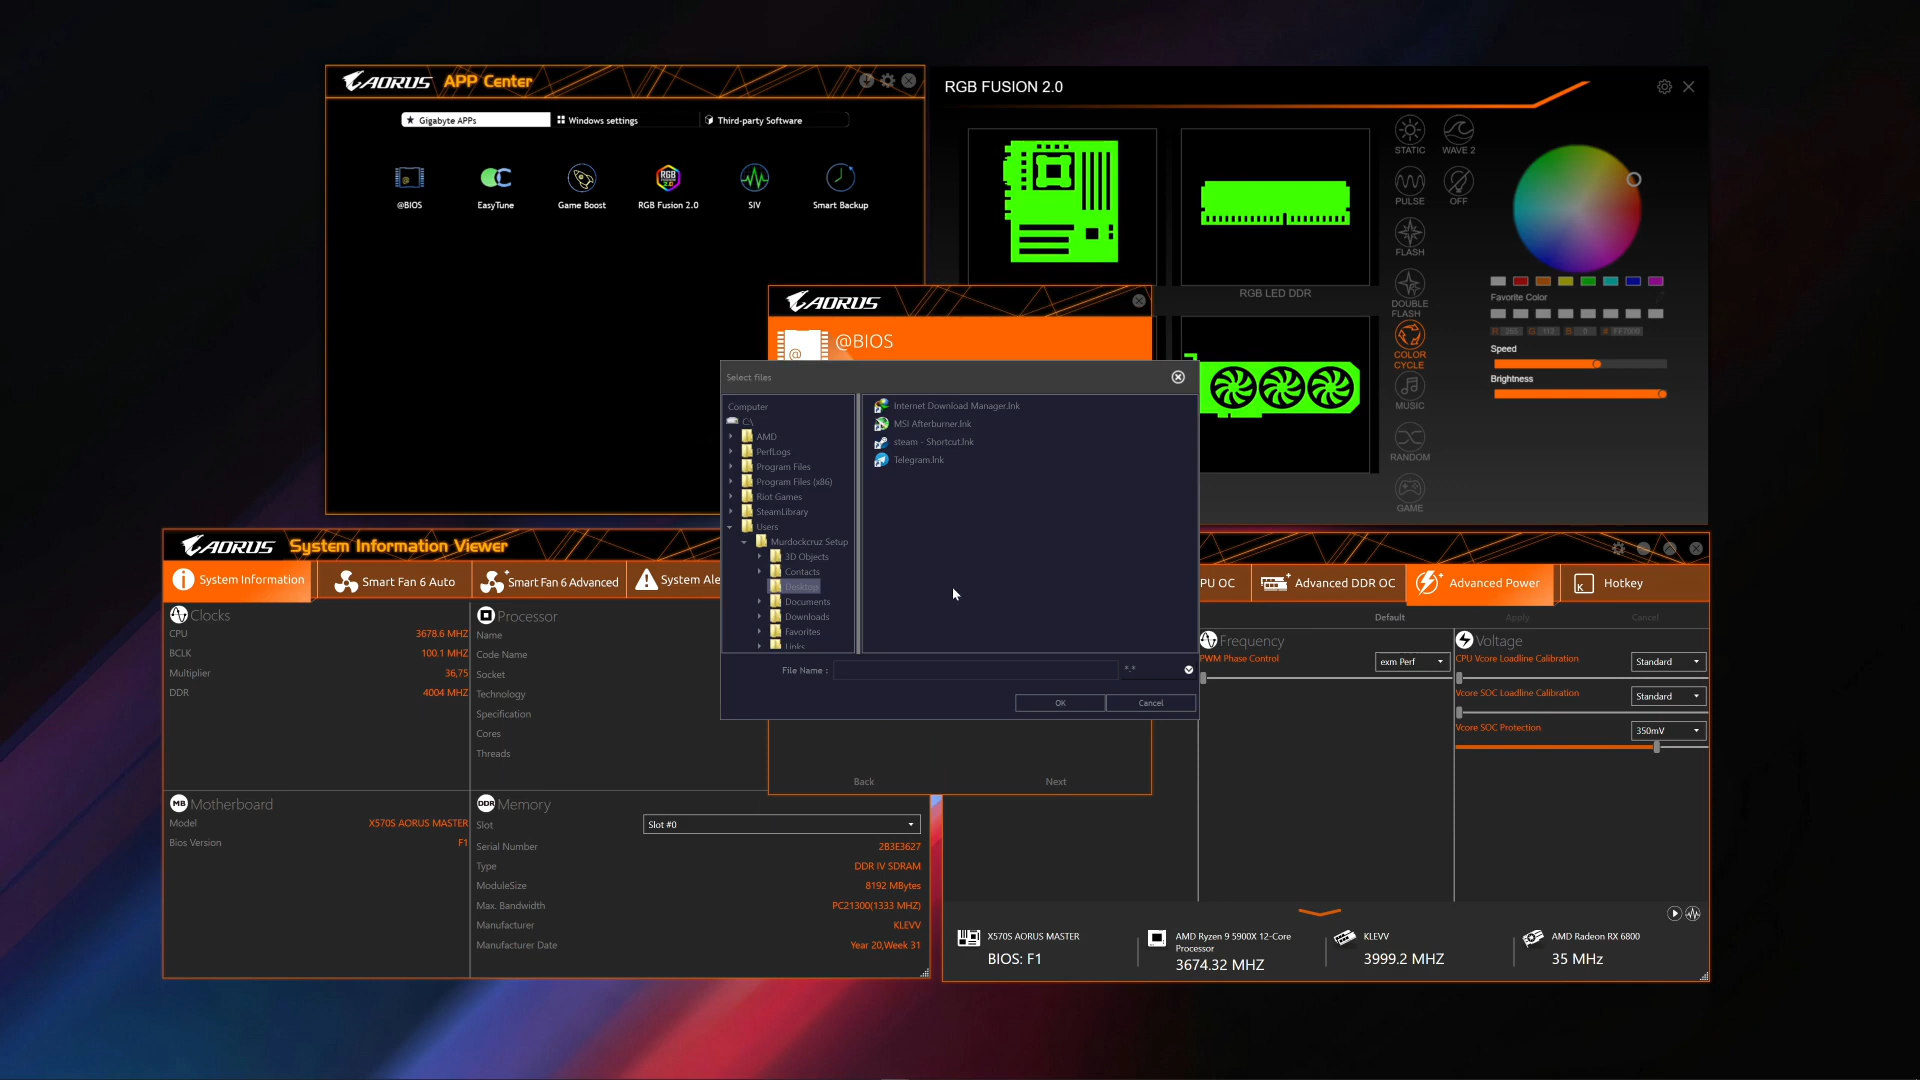 AORUS APP Center
Gigabyte APPs
Windows settings
Third-party Software
@BIOS
EasyTune
Game Boost
RGB Fusion 2.0
SIV
Smart Backup
RGB FUSION 2.0
RGB LED DDR
STATIC
WAVE 2
PULSE
OFF
FLASH
DOUBLE
FLASH
COLOR
CYCLE
MUSIC
RANDOM
GAME
Favorite Color
R 255 G 112 B 0 # FF7000
Speed
Brightness
AORUS
@BIOS
Select files
Computer
C:\
AMD
PerfLogs
Program Files
Program Files (x86)
Riot Games
SteamLibrary
Users
Murdockcruz Setup
3D Objects
Contacts
Desktop
Documents
Downloads
Favorites
Links
Internet Download Manager.lnk
MSI Afterburner.lnk
steam - Shortcut.lnk
Telegram.lnk
File Name :
*.*
OK
Cancel
Back
Next
AORUS System Information Viewer
System Information
Smart Fan 6 Auto
Smart Fan 6 Advanced
System Ale
Clocks
CPU 3678.6 MHZ
BCLK 100.1 MHZ
Multiplier 36,75
DDR 4004 MHZ
Processor
Name
Code Name
Socket
Technology
Specification
Cores
Threads
MB Motherboard
Model X570S AORUS MASTER
Bios Version F1
DDR Memory
Slot Slot #0
Serial Number 2B3E3627
Type DDR IV SDRAM
ModuleSize 8192 MBytes
Max. Bandwidth PC21300(1333 MHZ)
Manufacturer KLEVV
Manufacturer Date Year 20,Week 31
PU OC
Advanced DDR OC
Advanced Power
Hotkey
Default
Apply
Cancel
Frequency
PWM Phase Control
exm Perf
Voltage
CPU Vcore Loadline Calibration
Standard
Vcore SOC Loadline Calibration
Standard
Vcore SOC Protection
350mV
X570S AORUS MASTER
BIOS: F1
AMD Ryzen 9 5900X 12-Core
Processor
3674.32 MHZ
KLEVV
3999.2 MHZ
AMD Radeon RX 6800
35 MHz